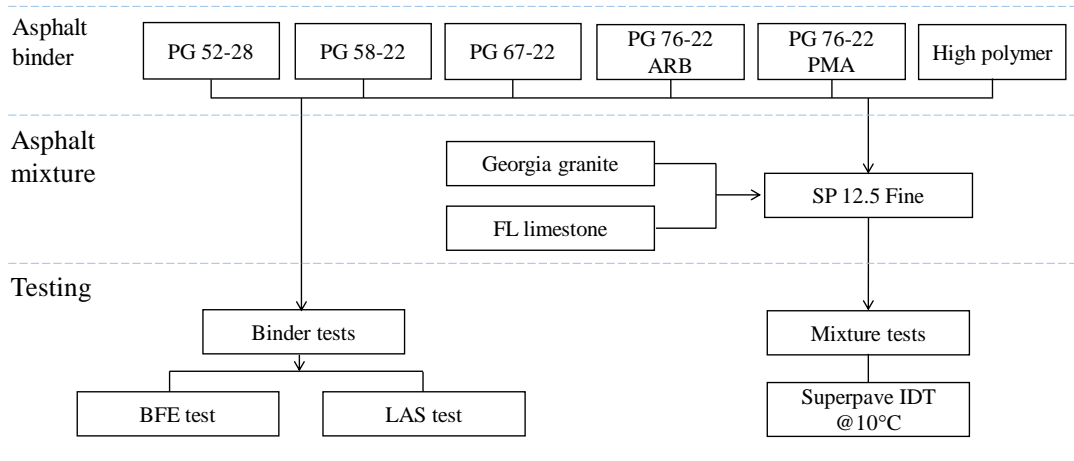 Asphalt
binder
PG 52-28
PG 58-22
PG 67-22
PG 76-22
ARB
PG 76-22
PMA
High polymer
Asphalt
mixture
Georgia granite
FL limestone
SP 12.5 Fine
Testing
Binder tests
Mixture tests
BFE test
LAS test
Superpave IDT
@10°C